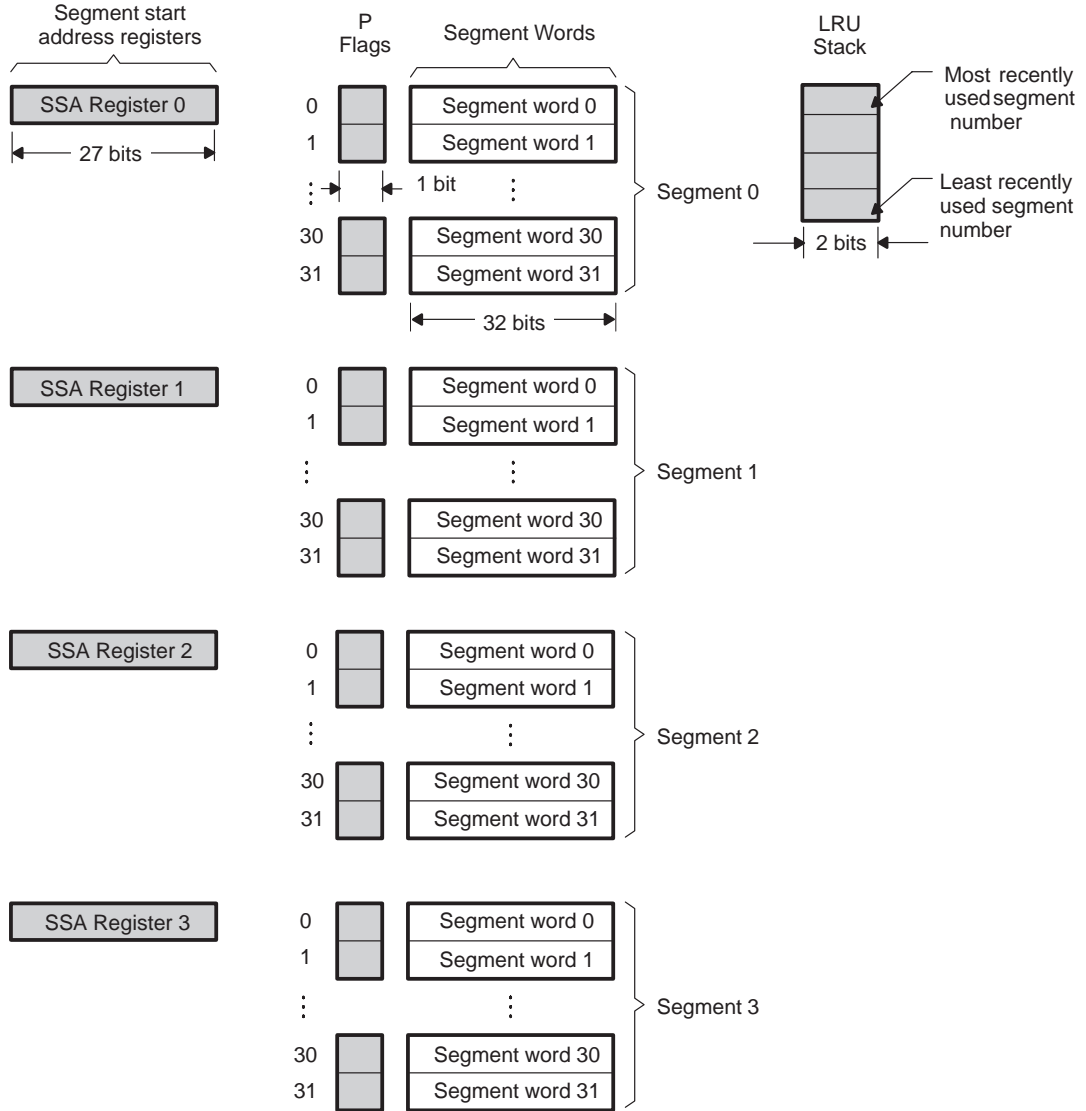 Segment start
address registers
P
Flags
Segment Words
LRU
Stack
SSA Register 0
27 bits
0
1
30
31
1 bit
Segment word 0
Segment word 1
Segment word 30
Segment word 31
32 bits
Segment 0
Most recently
used segment
number
Least recently
used segment
number
2 bits
SSA Register 1
0
1
30
31
Segment word 0
Segment word 1
Segment word 30
Segment word 31
Segment 1
SSA Register 2
0
1
30
31
Segment word 0
Segment word 1
Segment word 30
Segment word 31
Segment 2
SSA Register 3
0
1
30
31
Segment word 0
Segment word 1
Segment word 30
Segment word 31
Segment 3